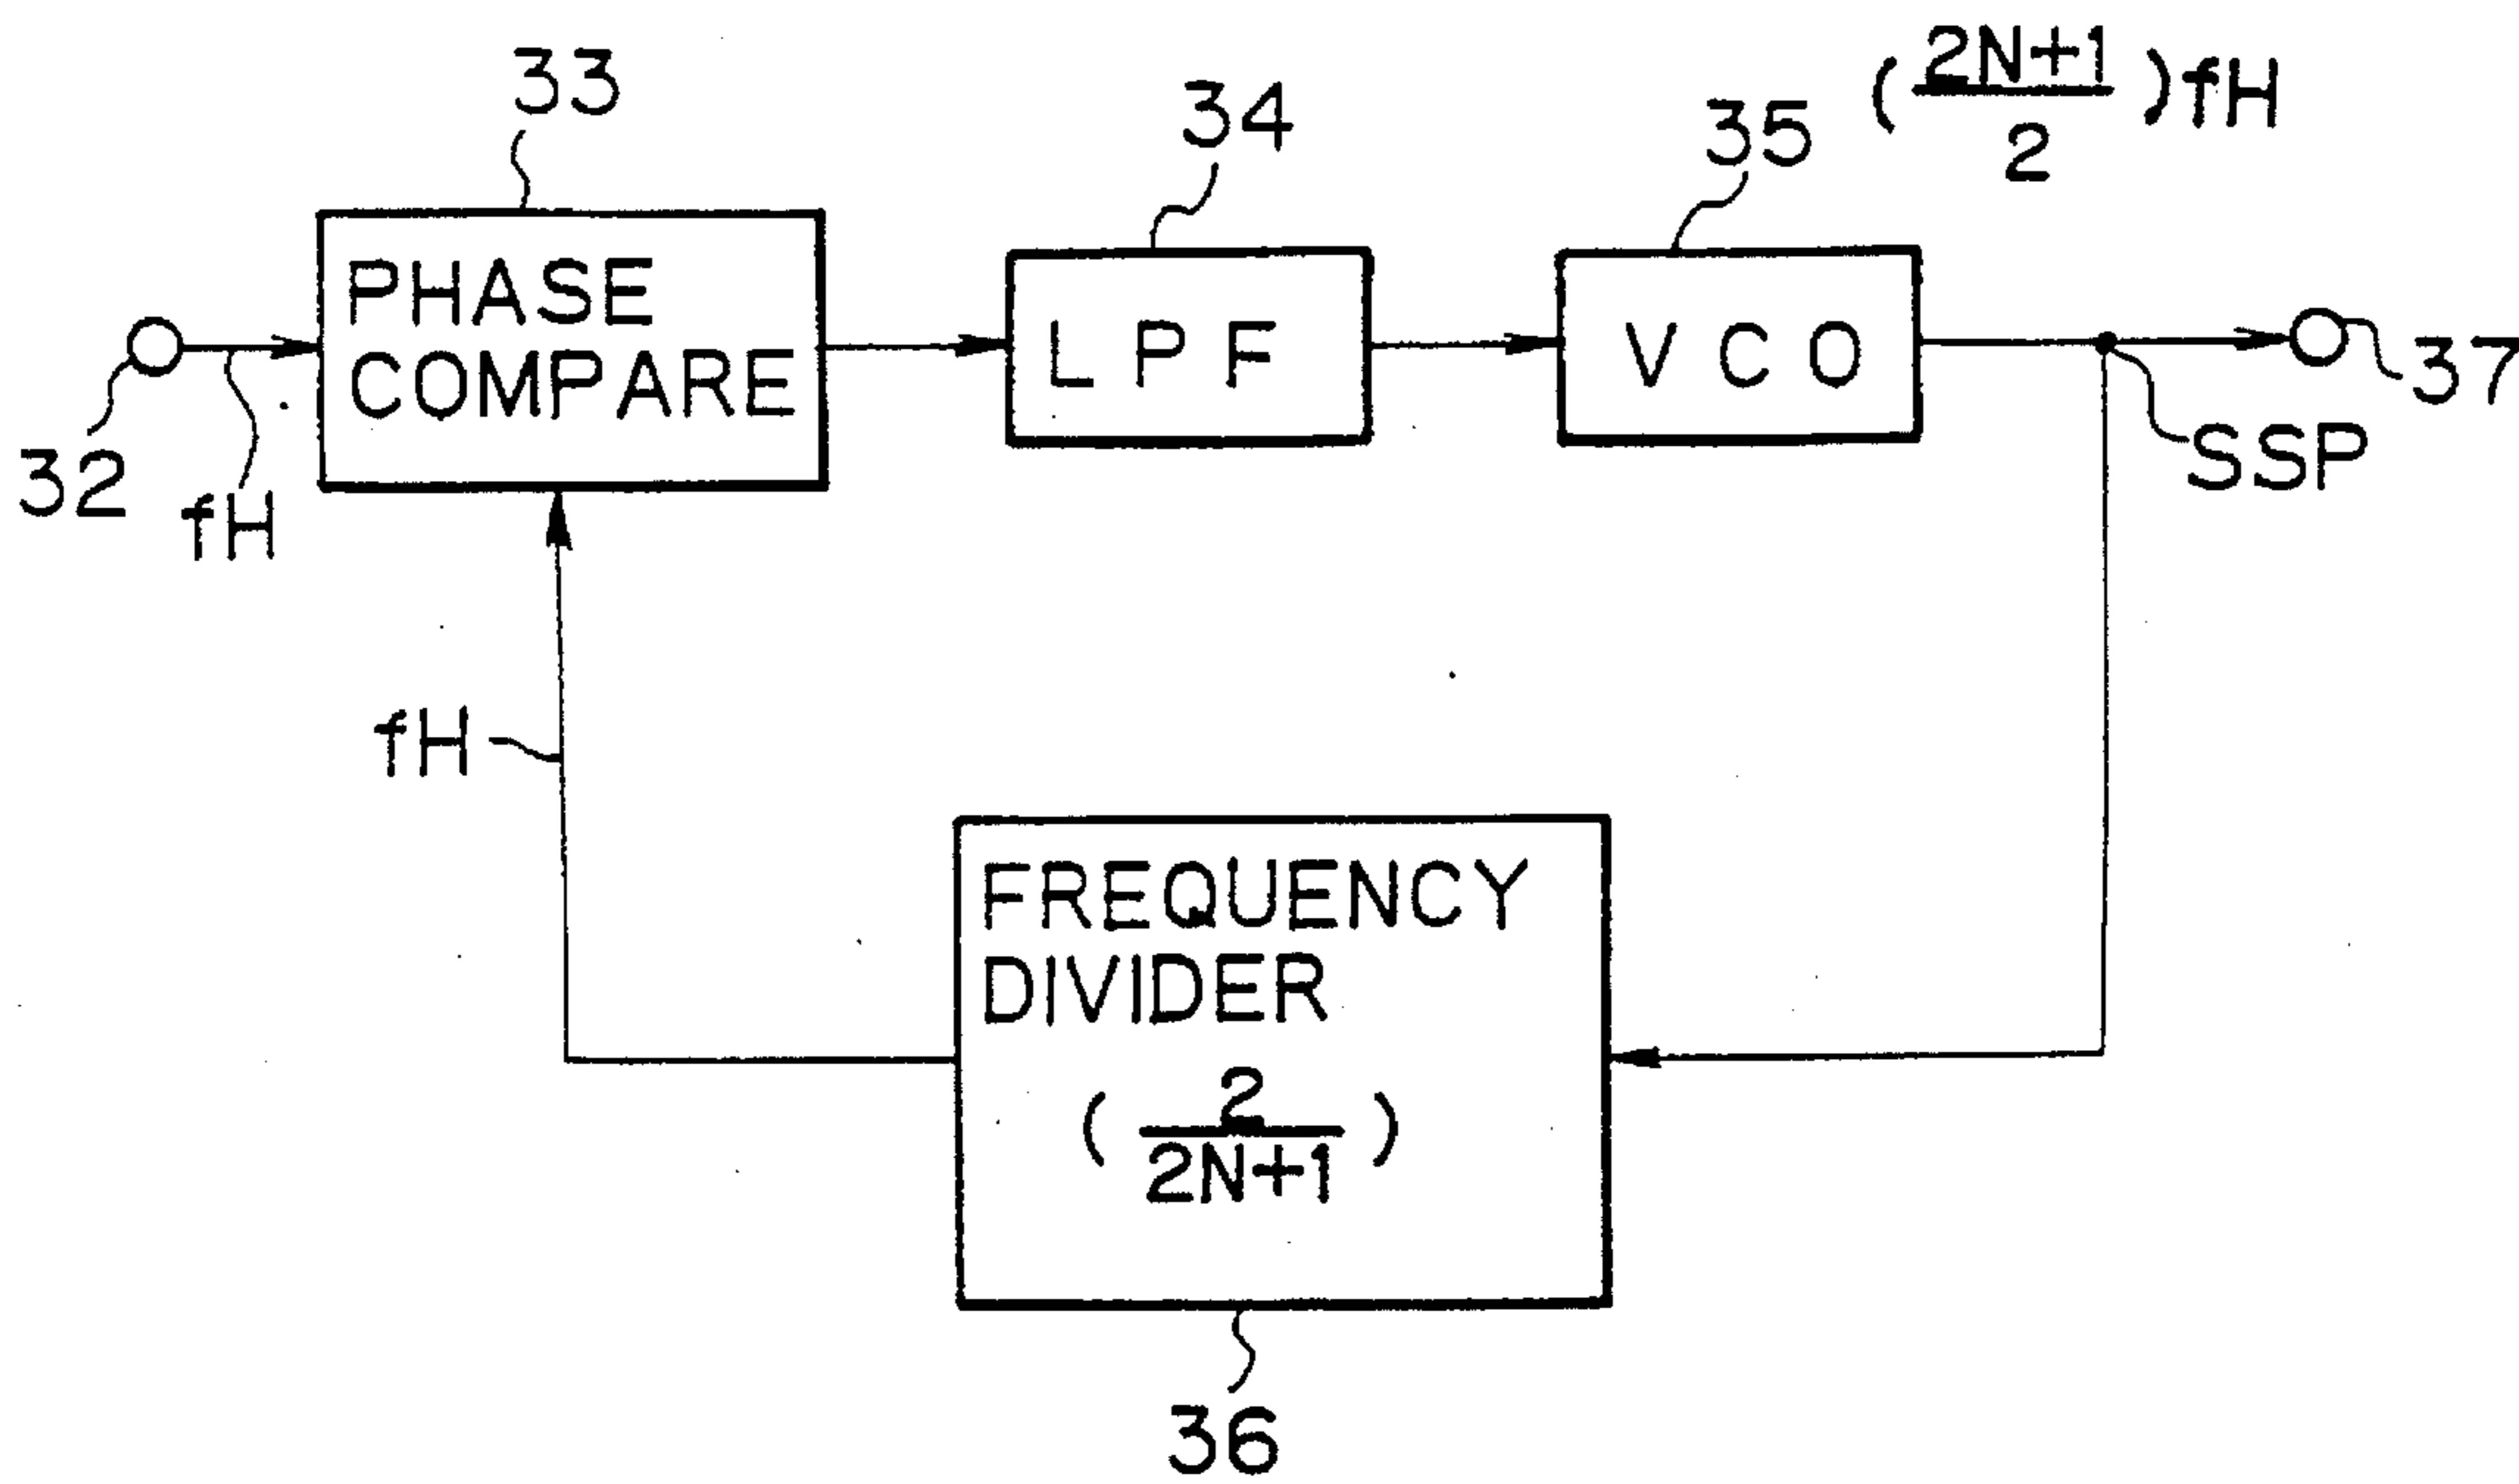 33
34
35
(2N+1/2)fH
PHASE
COMPARE
LPF
VCO
32
fH
37
SSP
fH
FREQUENCY
DIVIDER
(2/2N+1)
36